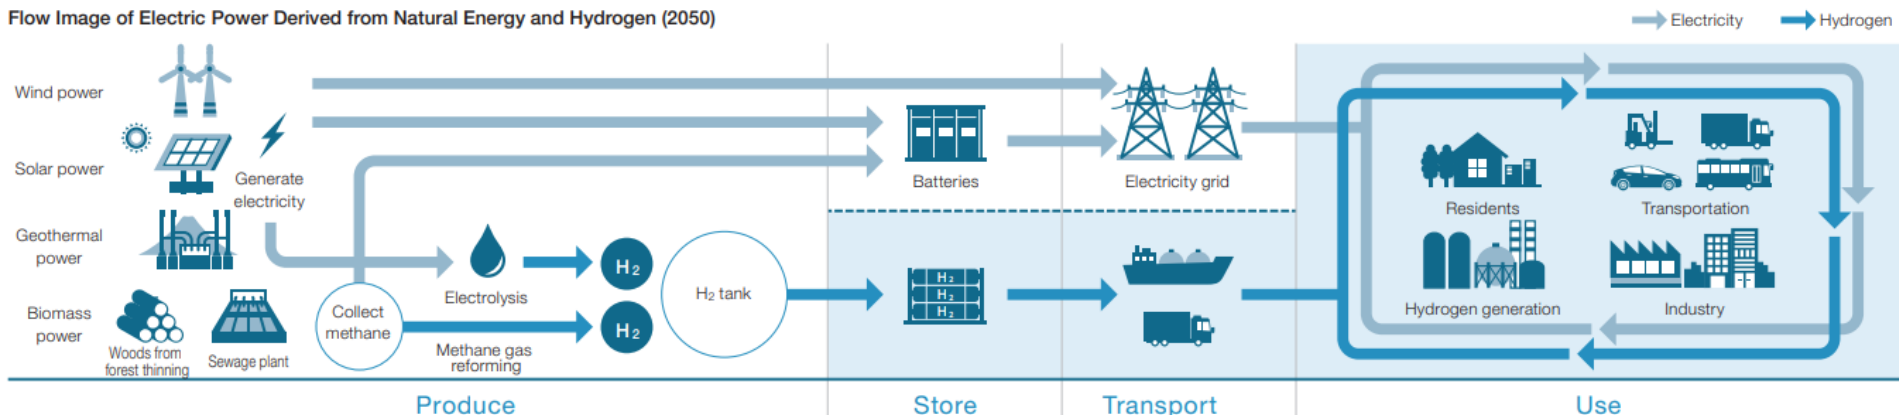 Flow Image of Electric Power Derived from Natural Energy and Hydrogen (2050)
Electricity
Hydrogen
Wind power
Solar power
Generate
electricity
Geothermal
power
Biomass
power
Woods from
forest thinning
Sewage plant
Collect
methane
Electrolysis
Methane gas
reforming
H2
H2
H2 tank
Batteries
Electricity grid
H2
H2
H2
Residents
Transportation
Hydrogen generation
Industry
Produce
Store
Transport
Use